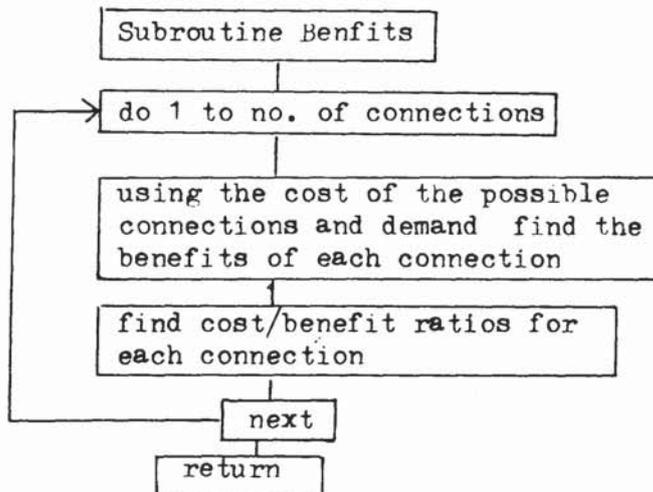 Subroutine Benfits
do 1 to no. of connections
using the cost of the possible
connections and demand find the
benefits of each connection
find cost/benefit ratios for
each connection
next
return